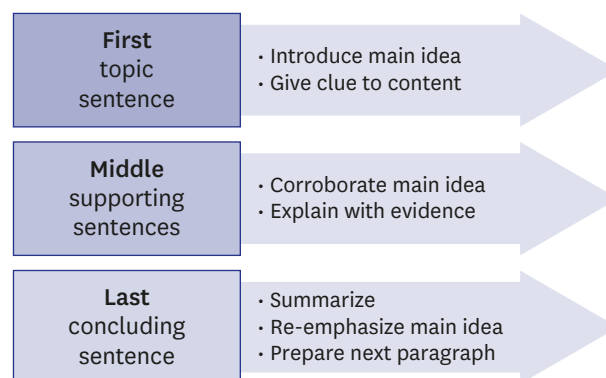 First
topic
sentence
· Introduce main idea
· Give clue to content
Middle
supporting
sentences
· Corroborate main idea
· Explain with evidence
Last
concluding
sentence
· Summarize
· Re-emphasize main idea
· Prepare next paragraph